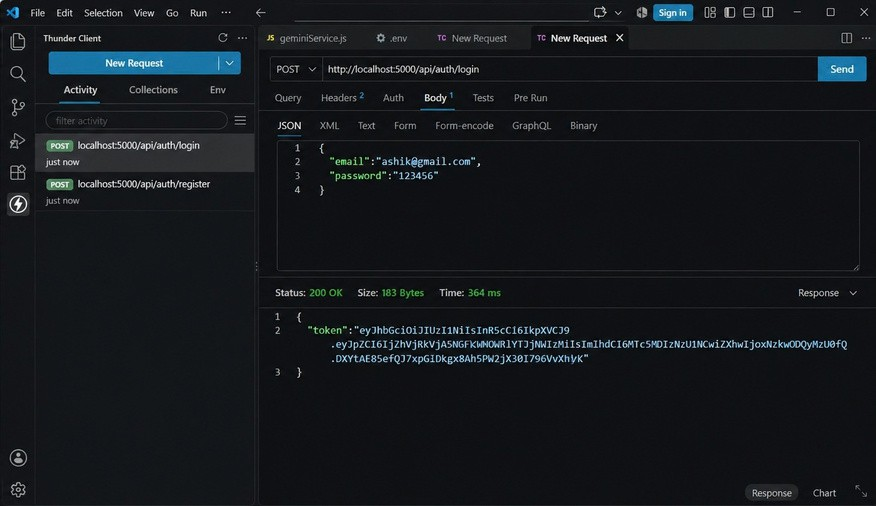 File Edit Selection View Go Run ··· Sign in
Thunder Client
JS geminiService.js .env TC New Request TC New Request
New Request
POST http://localhost:5000/api/auth/login Send
Activity Collections Env
Query Headers 2 Auth Body 1 Tests Pre Run
filter activity
JSON XML Text Form Form-encode GraphQL Binary
POST localhost:5000/api/auth/login
just now
POST localhost:5000/api/auth/register
just now
1 {
2 "email":"ashik@gmail.com",
3 "password":"123456"
4 }
Status: 200 OK Size: 183 Bytes Time: 364 ms Response
1 {
2 "token":"eyJhbGciOiJIUzI1NiIsInR5cCI6IkpXVCJ9
3 }
Response Chart